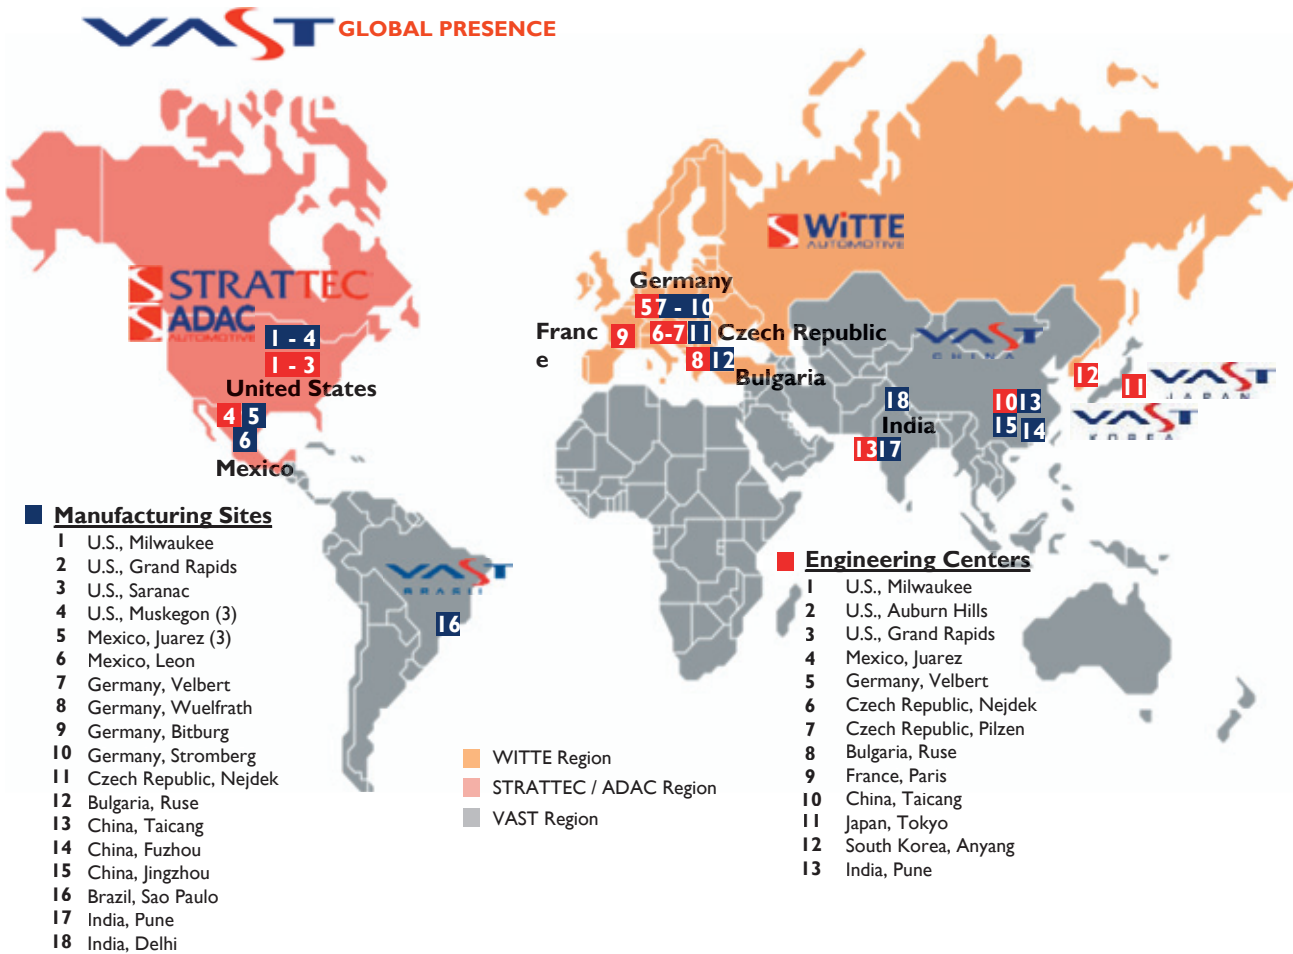 VAST GLOBAL PRESENCE
WiTTE
AUTOMOTIVE
STRATTEC
ADAC
AUTOMOTIVE
1 - 4
1 - 3
United States
4 5
6
Mexico
Germany
5 7 - 10
Franc
e
9
6-7 11 Czech Republic
8 12
Bulgaria
VAST
CHINA
12
11
VAST
JAPAN
VAST
KOREA
18
India
13 17
10 13
15 14
VAST
BRASIL
16
Manufacturing Sites
1 U.S., Milwaukee
2 U.S., Grand Rapids
3 U.S., Saranac
4 U.S., Muskegon (3)
5 Mexico, Juarez (3)
6 Mexico, Leon
7 Germany, Velbert
8 Germany, Wuelfrath
9 Germany, Bitburg
10 Germany, Stromberg
11 Czech Republic, Nejdek
12 Bulgaria, Ruse
13 China, Taicang
14 China, Fuzhou
15 China, Jingzhou
16 Brazil, Sao Paulo
17 India, Pune
18 India, Delhi
WITTE Region
STRATTEC / ADAC Region
VAST Region
Engineering Centers
1 U.S., Milwaukee
2 U.S., Auburn Hills
3 U.S., Grand Rapids
4 Mexico, Juarez
5 Germany, Velbert
6 Czech Republic, Nejdek
7 Czech Republic, Pilzen
8 Bulgaria, Ruse
9 France, Paris
10 China, Taicang
11 Japan, Tokyo
12 South Korea, Anyang
13 India, Pune